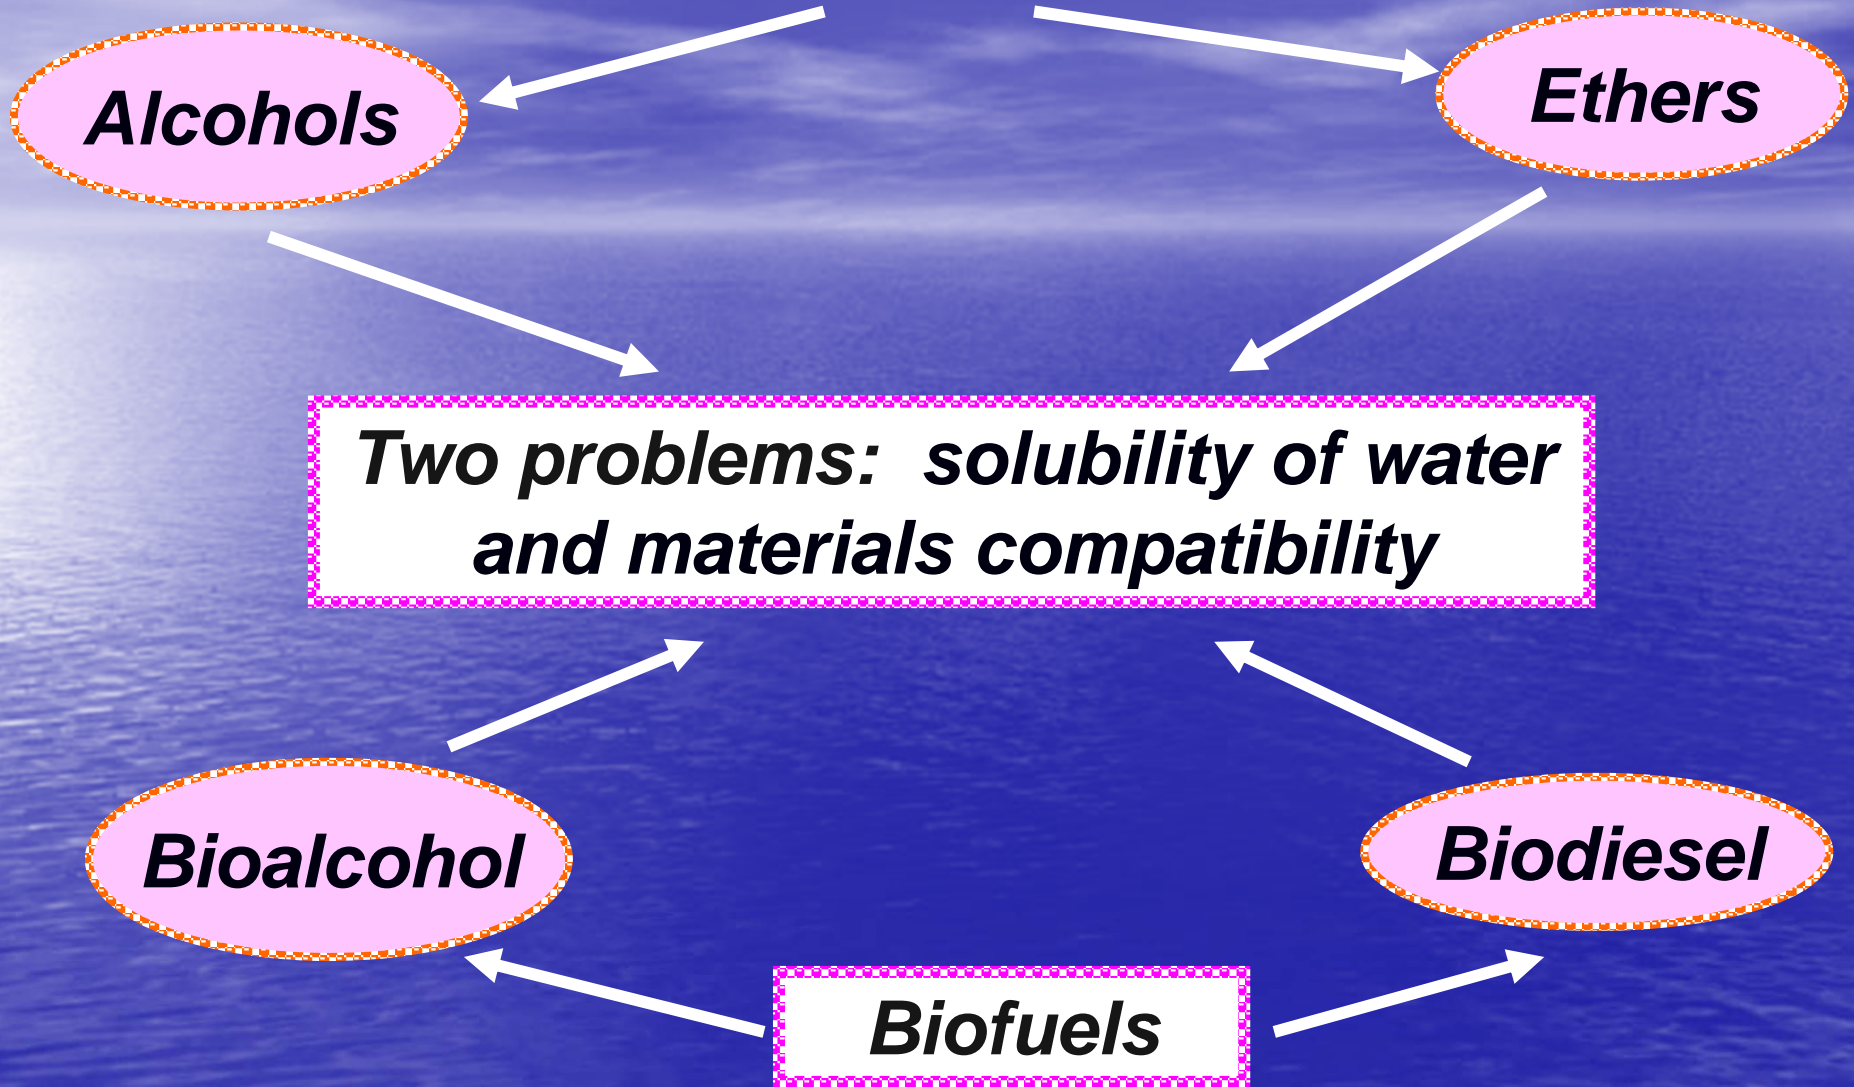 Alcohols
Ethers
Two problems: solubility of water
and materials compatibility
Bioalcohol
Biodiesel
Biofuels